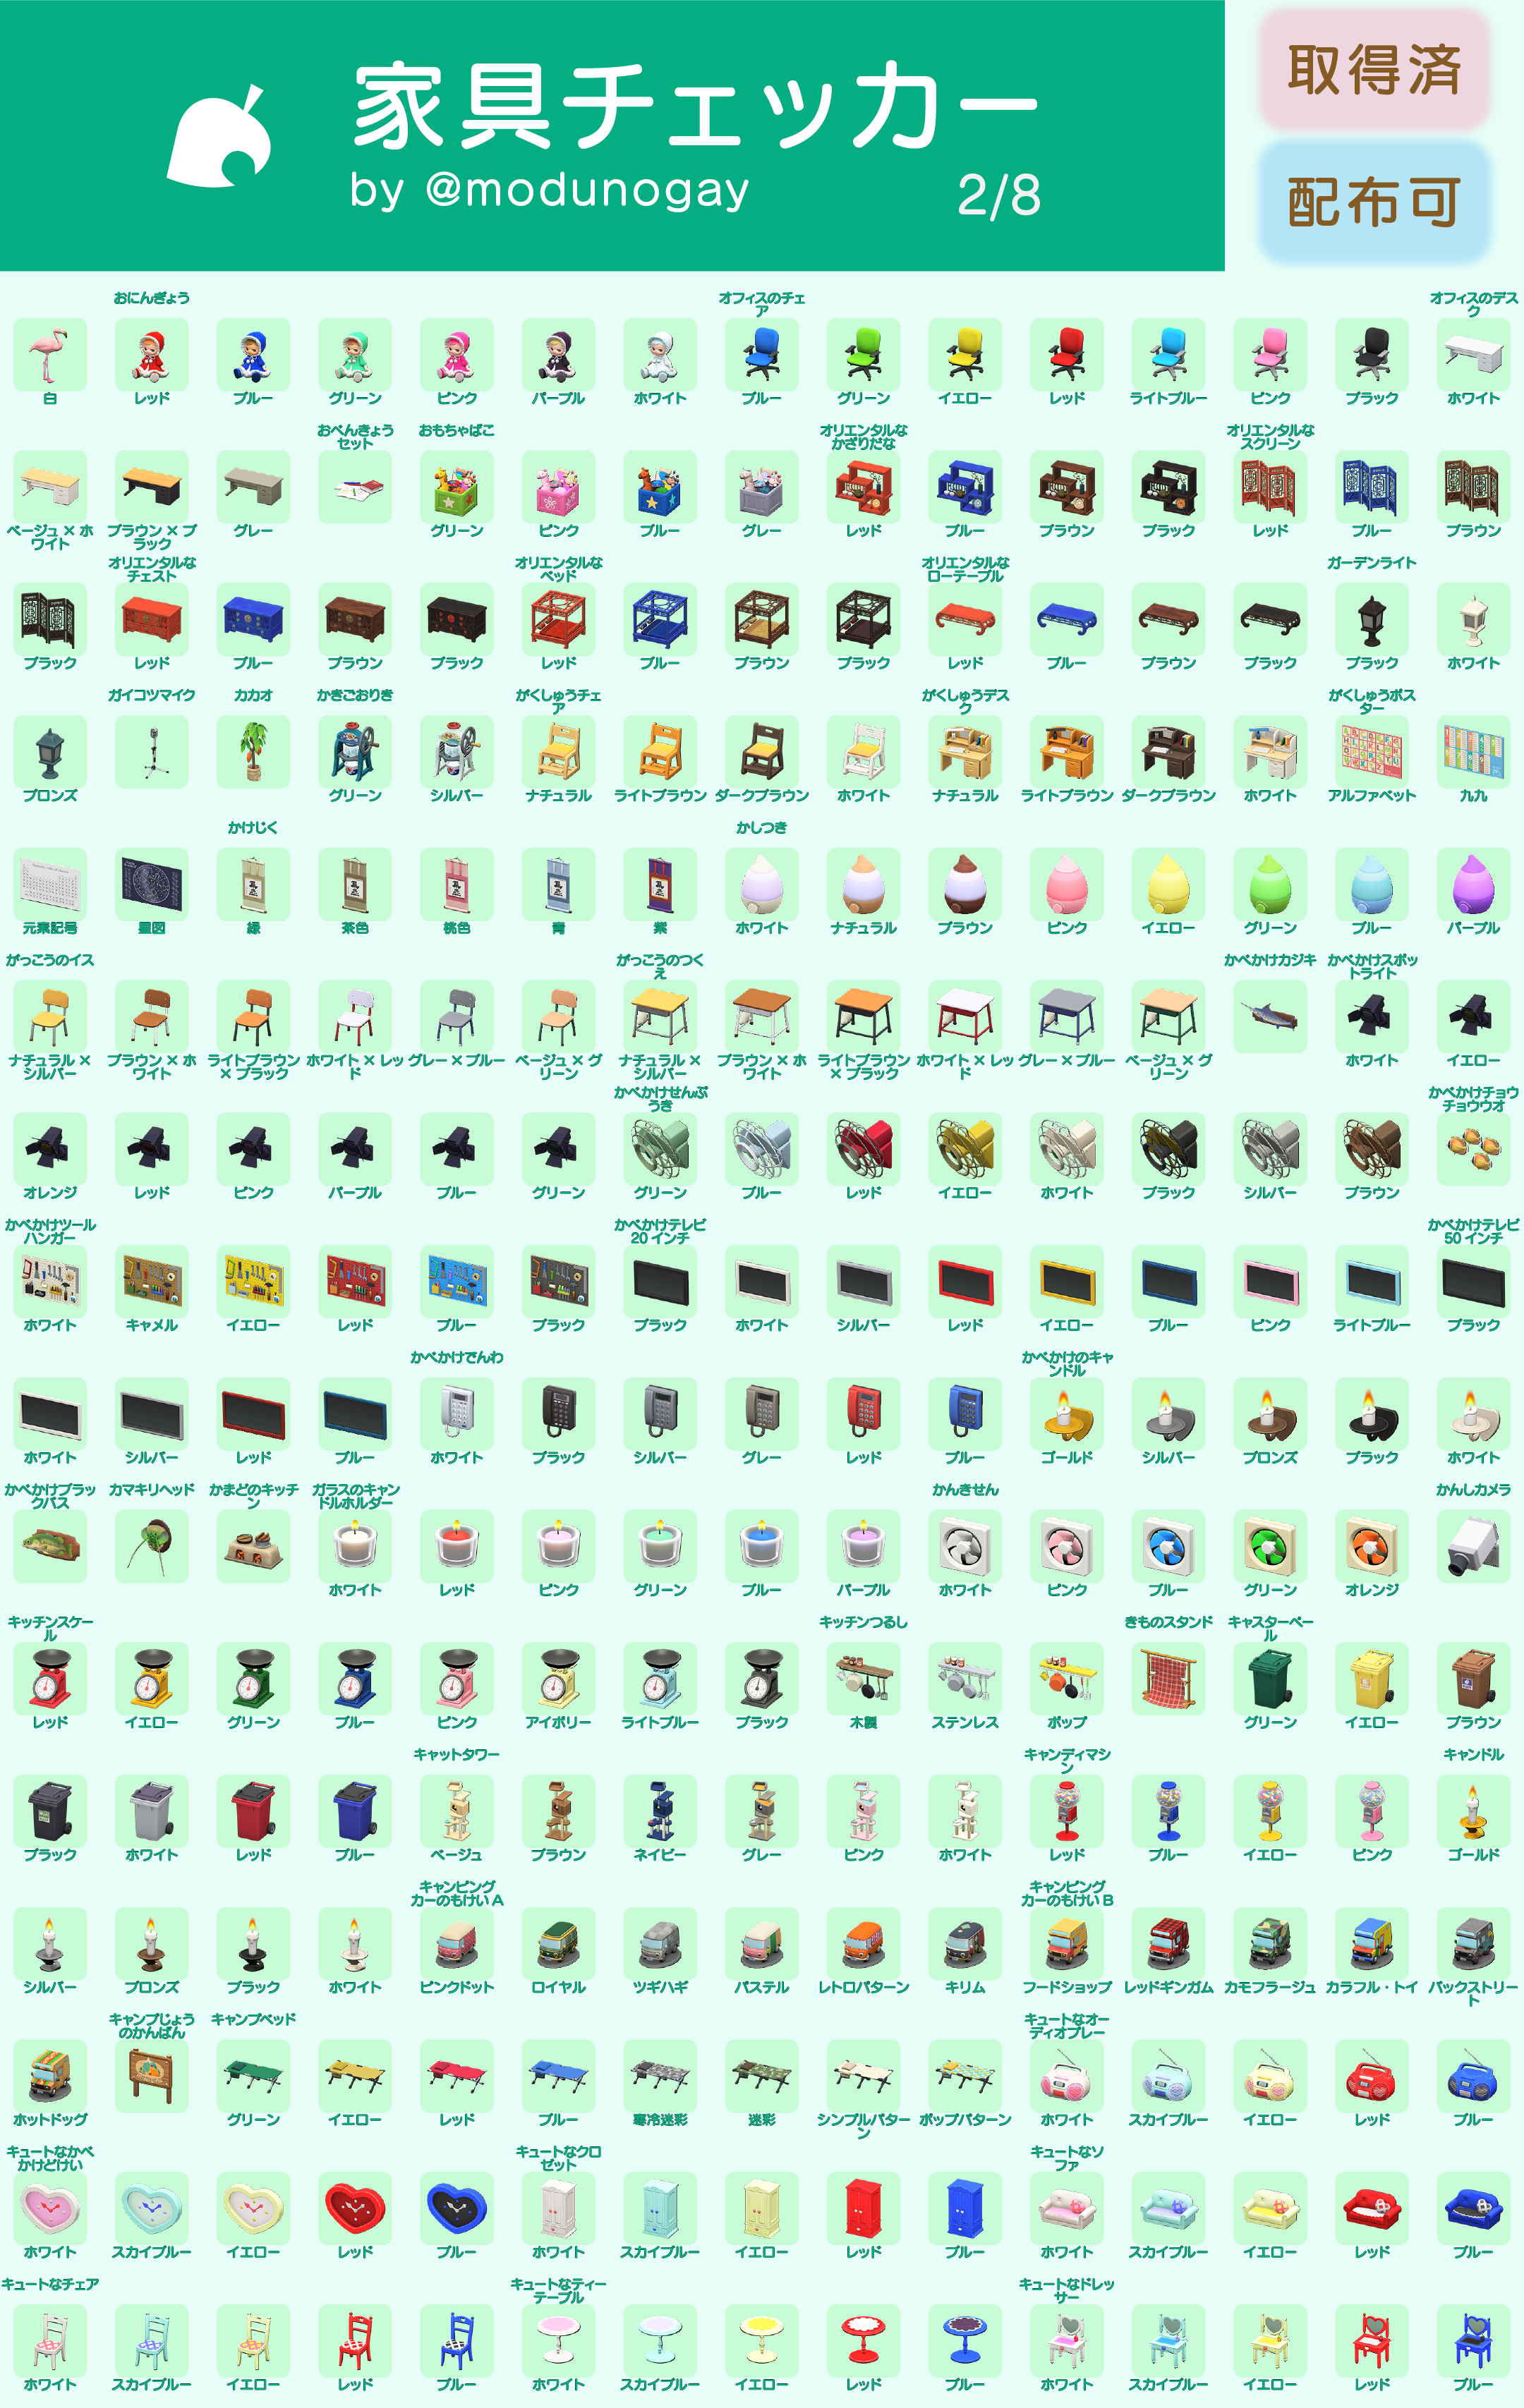 家具チェッカー
by @modunogay
2/8
取得済
配布可
おにんぎょう
オフィスのチェ
ア
オフィスのデス
ク
白 レッド ブルー グリーン ピンク パープル ホワイト ブルー グリーン イエロー レッド ライトブルー ピンク ブラック ホワイト
おべんきょう
セット
おもちゃばこ
オリエンタルな
かざりだな
オリエンタルな
スクリーン
ベージュ × ホ
ワイト
ブラウン × ブ
ラック
グレー グリーン ピンク ブルー グレー レッド ブルー ブラウン ブラック レッド ブルー ブラウン
オリエンタルな
チェスト
オリエンタルな
ベッド
オリエンタルな
ローテーブル
ガーデンライト
ブラック レッド ブルー ブラウン ブラック レッド ブルー ブラウン ブラック レッド ブルー ブラウン ブラック ブラック ホワイト
ガイコツマイク カカオ かきごおりき
がくしゅうチェ
ア
がくしゅうデス
ク
がくしゅうポス
ター
ブロンズ グリーン シルバー ナチュラル ライトブラウン ダークブラウン ホワイト ナチュラル ライトブラウン ダークブラウン ホワイト アルファベット 九九
かけじく かしつき
元素記号 星図 緑 茶色 桃色 青 紫 ホワイト ナチュラル ブラウン ピンク イエロー グリーン ブルー パープル
がっこうのイス
がっこうのつく
え
かべかけカジキ
かべかけスポッ
トライト
ナチュラル ×
シルバー
ブラウン × ホ
ワイト
ライトブラウン
× ブラック
ホワイト × レッ
ド
グレー × ブルー
ベージュ × グ
リーン
ナチュラル ×
シルバー
ブラウン × ホ
ワイト
ライトブラウン
× ブラック
ホワイト × レッ
ド
グレー × ブルー
ベージュ × グ
リーン
ホワイト イエロー
かべかけせんぷ
うき
かべかけチョウ
チョウウオ
オレンジ レッド ピンク パープル ブルー グリーン グリーン ブルー レッド イエロー ホワイト ブラック シルバー ブラウン
かべかけツール
ハンガー
かべかけテレビ
20 インチ
かべかけテレビ
50 インチ
ホワイト キャメル イエロー レッド ブルー ブラック ブラック ホワイト シルバー レッド イエロー ブルー ピンク ライトブルー ブラック
かべかけでんわ
かべかけのキャ
ンドル
ホワイト シルバー レッド ブルー ホワイト ブラック シルバー グレー レッド ブルー ゴールド シルバー ブロンズ ブラック ホワイト
かべかけブラッ
クバス
カマキリヘッド
かまどのキッチ
ン
ガラスのキャン
ドルホルダー
かんきせん かんしカメラ
ホワイト レッド ピンク グリーン ブルー パープル ホワイト ピンク ブルー グリーン オレンジ
キッチンスケー
ル
キッチンつるし きものスタンド
キャスターペー
ル
レッド イエロー グリーン ブルー ピンク アイボリー ライトブルー ブラック 木製 ステンレス ポップ グリーン イエロー ブラウン
キャットタワー
キャンディマシ
ン
キャンドル
ブラック ホワイト レッド ブルー ベージュ ブラウン ネイビー グレー ピンク ホワイト レッド ブルー イエロー ピンク ゴールド
キャンピング
カーのもけい A
キャンピング
カーのもけい B
シルバー ブロンズ ブラック ホワイト ピンクドット ロイヤル ツギハギ パステル レトロパターン キリム フードショップ レッドギンガム カモフラージュ カラフル・トイ
バックストリー
ト
キャンプじょう
のかんばん
キャンプベッド
キュートなオー
ディオプレー
ホットドッグ グリーン イエロー レッド ブルー 寒冷迷彩 迷彩
シンプルパター
ン
ポップパターン ホワイト スカイブルー イエロー レッド ブルー
キュートなかべ
かけどけい
キュートなクロ
ゼット
キュートなソ
ファ
ホワイト スカイブルー イエロー レッド ブルー ホワイト スカイブルー イエロー レッド ブルー ホワイト スカイブルー イエロー レッド ブルー
キュートなチェア
キュートなティー
テーブル
キュートなドレッ
サー
ホワイト スカイブルー イエロー レッド ブルー ホワイト スカイブルー イエロー レッド ブルー ホワイト スカイブルー イエロー レッド ブルー